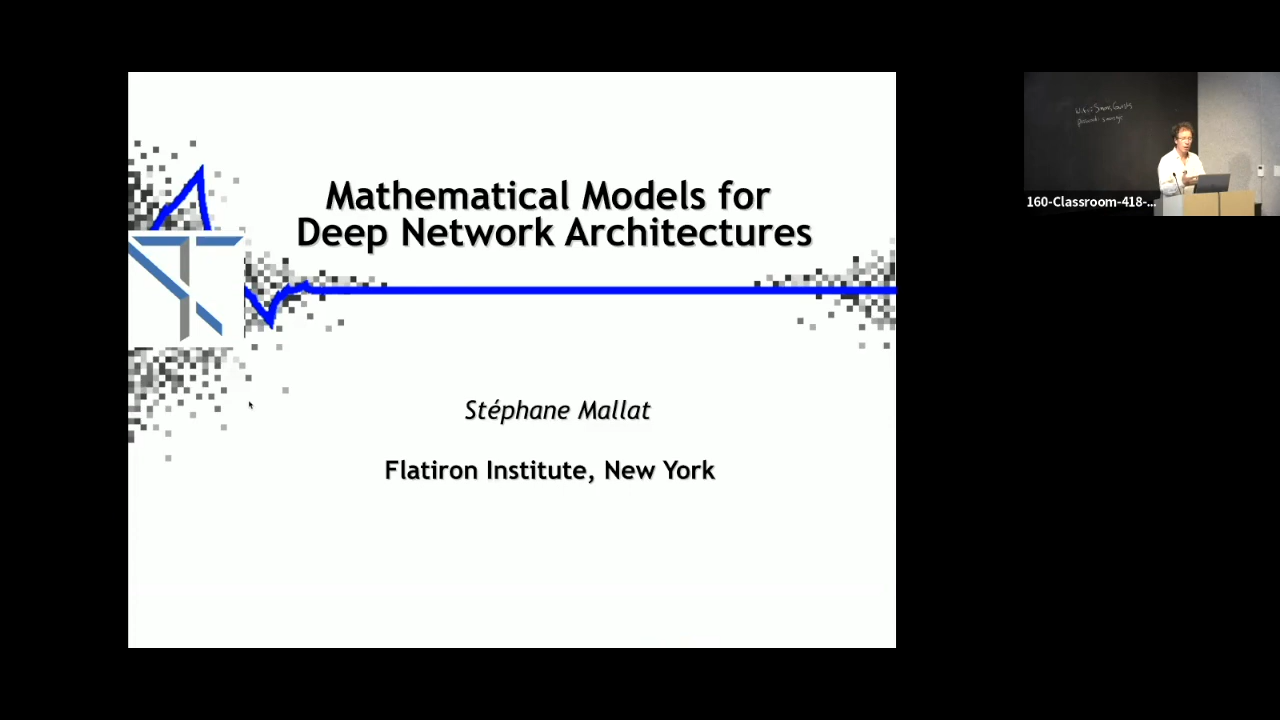 Mathematical Models for
Deep Network Architectures
Stéphane Mallat
Flatiron Institute, New York
160-Classroom-418-...